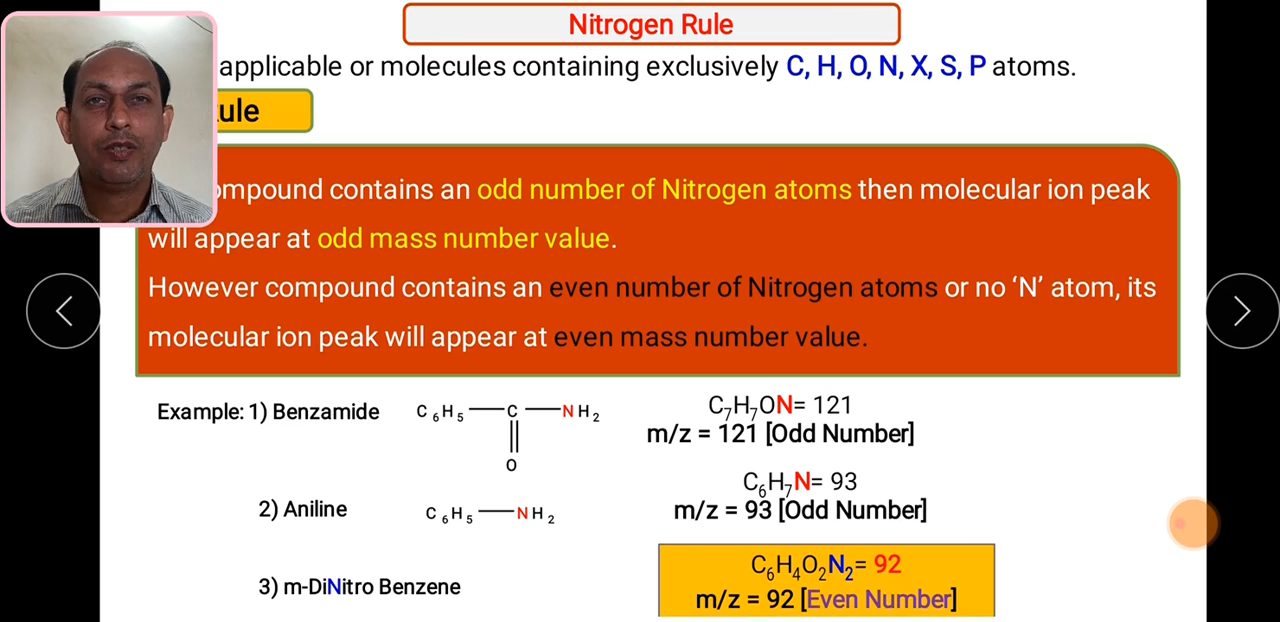 Nitrogen Rule
applicable or molecules containing exclusively C, H, O, N, X, S, P atoms.
ule
ompound contains an odd number of Nitrogen atoms then molecular ion peak
will appear at odd mass number value.
However compound contains an even number of Nitrogen atoms or no ‘N’ atom, its
molecular ion peak will appear at even mass number value.
Example: 1) Benzamide C₆H₅ C NH₂ C₇H₇ON= 121
O m/z = 121 [Odd Number]
2) Aniline C₆H₅ NH₂ C₆H₇N= 93
m/z = 93 [Odd Number]
3) m-DiNitro Benzene C₆H₄O₂N₂= 92
m/z = 92 [Even Number]